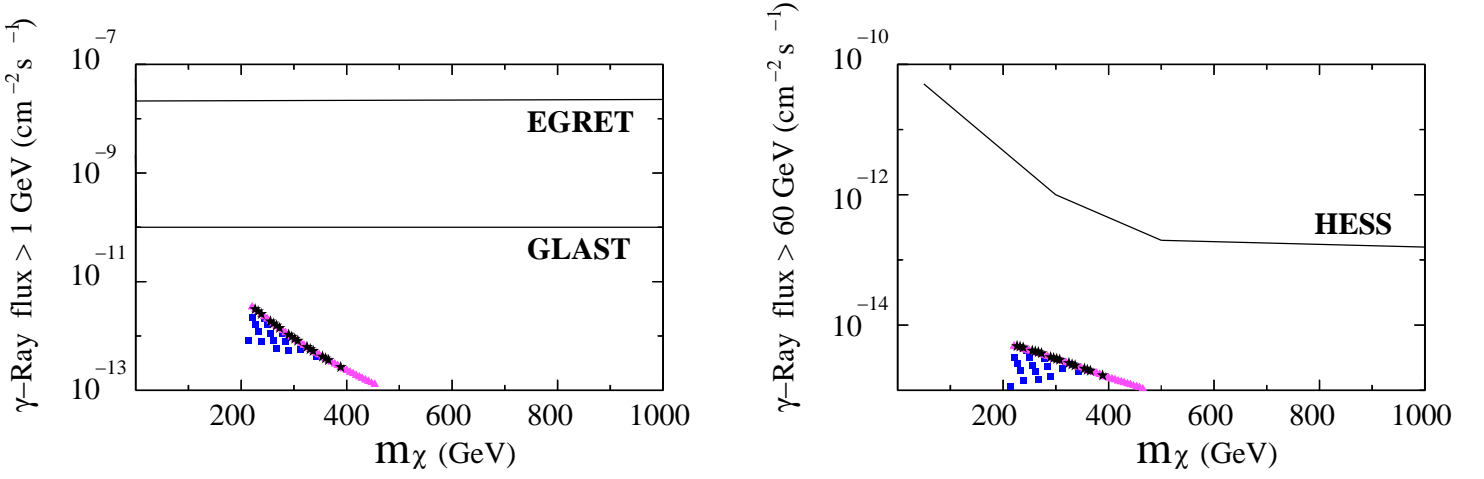 γ–Ray flux > 1 GeV (cm⁻² s⁻¹)
10⁻⁷
10⁻⁹
10⁻¹¹
10⁻¹³
EGRET
GLAST
200 400 600 800 1000
mχ (GeV)
γ–Ray flux > 60 GeV (cm⁻² s⁻¹)
10⁻¹⁰
10⁻¹²
10⁻¹⁴
HESS
200 400 600 800 1000
mχ (GeV)